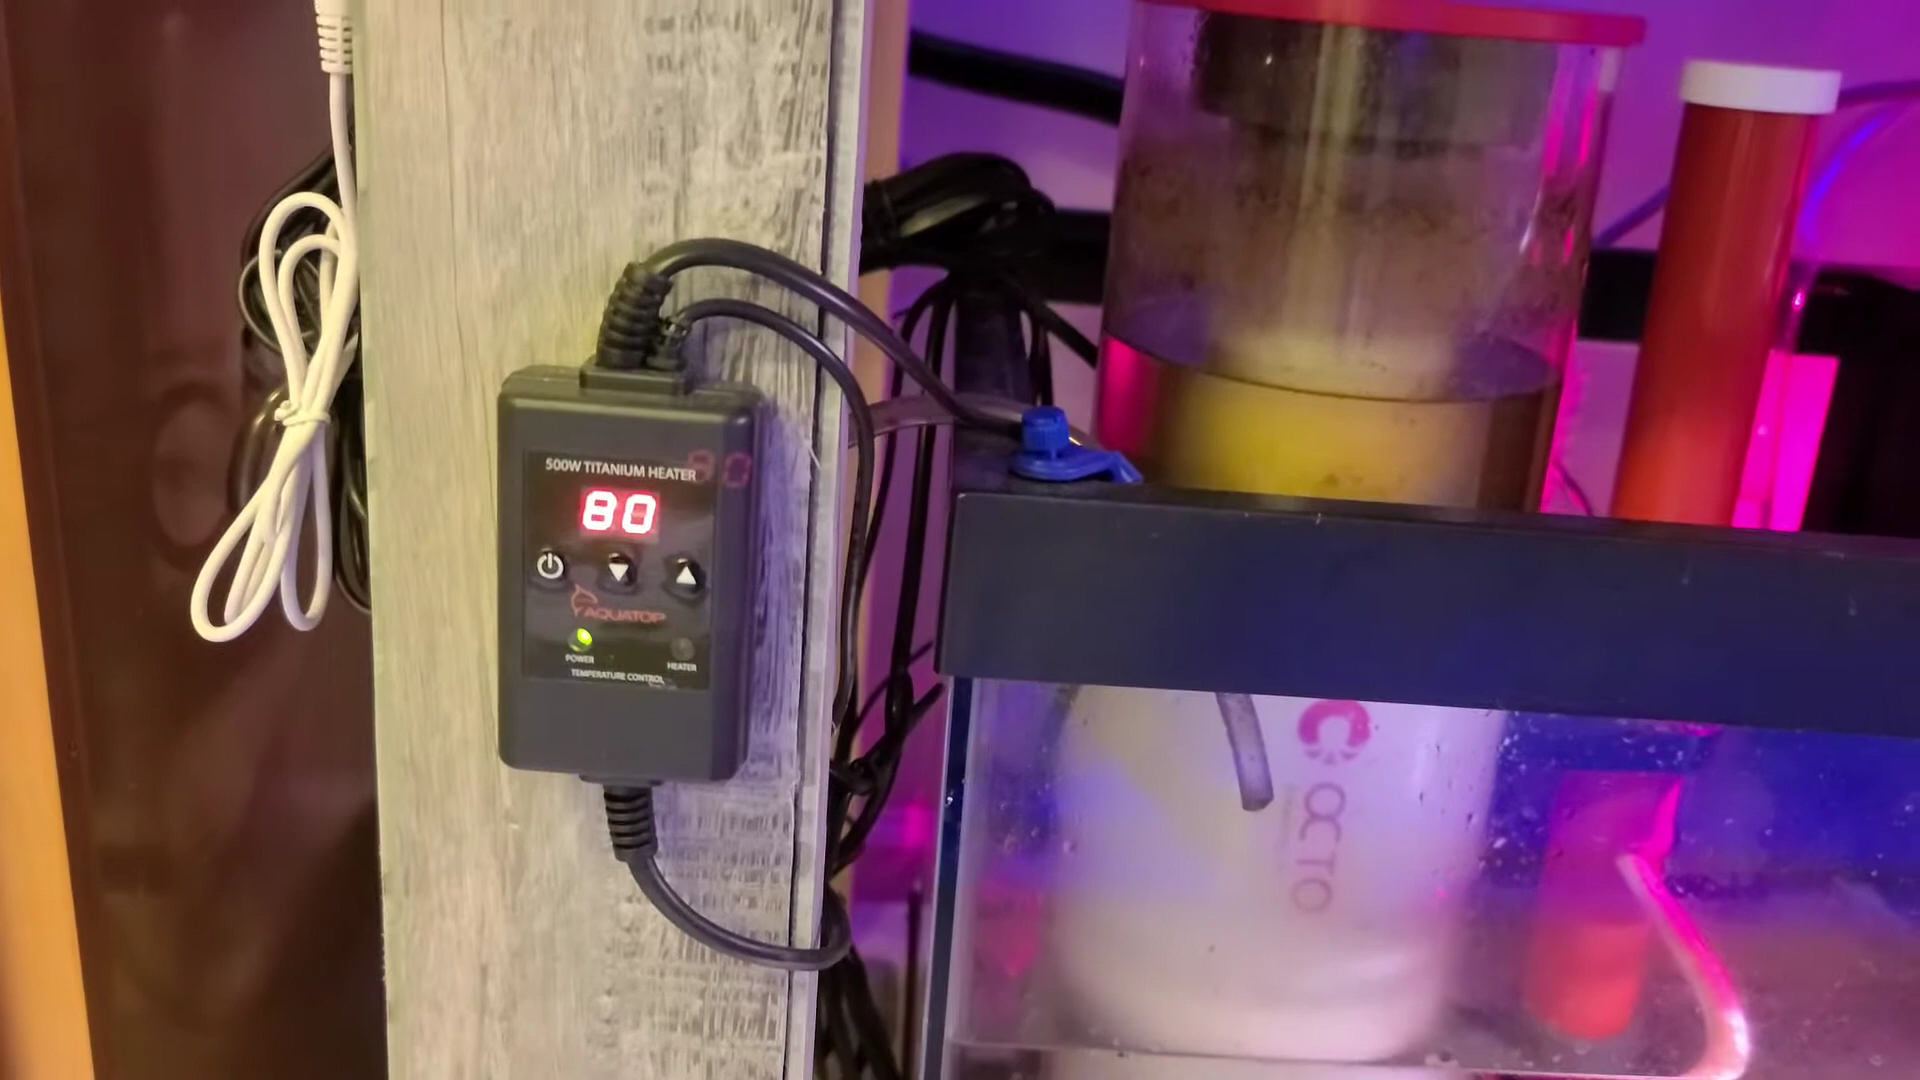 500W TITANIUM HEATER
80
AQUATOP
POWER
HEATER
TEMPERATURE CONTROL
OCTO